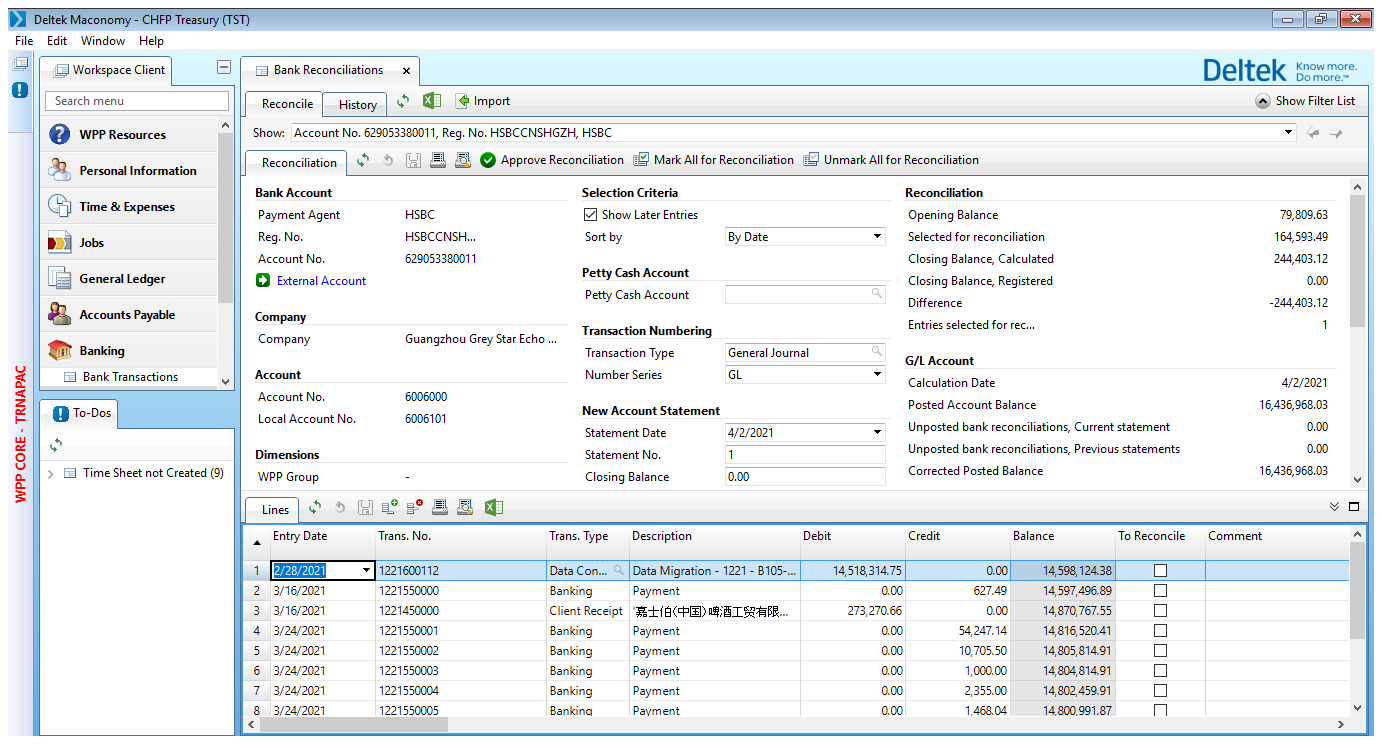 Deltek Maconomy - CHFP Treasury (TST)
File Edit Window Help
Workspace Client
Search menu
WPP Resources
Personal Information
Time & Expenses
Jobs
General Ledger
Accounts Payable
Banking
Bank Transactions
To-Dos
Time Sheet not Created (9)
WPP CORE - TRNAPAC
Bank Reconciliations
Deltek Know more. Do more.™
Reconcile History Import Show Filter List
Show: Account No. 629053380011, Reg. No. HSBCCNSHGZH, HSBC
Reconciliation Approve Reconciliation Mark All for Reconciliation Unmark All for Reconciliation
Bank Account
Payment Agent HSBC
Reg. No. HSBCCNSH...
Account No. 629053380011
External Account
Company
Company Guangzhou Grey Star Echo ...
Account
Account No. 6006000
Local Account No. 6006101
Dimensions
WPP Group -
Selection Criteria
Show Later Entries
Sort by By Date
Petty Cash Account
Petty Cash Account
Transaction Numbering
Transaction Type General Journal
Number Series GL
New Account Statement
Statement Date 4/2/2021
Statement No. 1
Closing Balance 0.00
Reconciliation
Opening Balance 79,809.63
Selected for reconciliation 164,593.49
Closing Balance, Calculated 244,403.12
Closing Balance, Registered 0.00
Difference -244,403.12
Entries selected for rec... 1
G/L Account
Calculation Date 4/2/2021
Posted Account Balance 16,436,968.03
Unposted bank reconciliations, Current statement 0.00
Unposted bank reconciliations, Previous statements 0.00
Corrected Posted Balance 16,436,968.03
Lines
Entry Date Trans. No. Trans. Type Description Debit Credit Balance To Reconcile Comment
1 2/28/2021 1221600112 Data Con... Data Migration - 1221 - B105-... 14,518,314.75 0.00 14,598,124.38
2 3/16/2021 1221550000 Banking Payment 0.00 627.49 14,597,496.89
3 3/16/2021 1221450000 Client Receipt '嘉士伯(中国)啤酒工贸有限... 273,270.66 0.00 14,870,767.55
4 3/24/2021 1221550001 Banking Payment 0.00 54,247.14 14,816,520.41
5 3/24/2021 1221550002 Banking Payment 0.00 10,705.50 14,805,814.91
6 3/24/2021 1221550003 Banking Payment 0.00 1,000.00 14,804,814.91
7 3/24/2021 1221550004 Banking Payment 0.00 2,355.00 14,802,459.91
8 3/24/2021 1221550005 Banking Payment 0.00 1,468.04 14,800,991.87